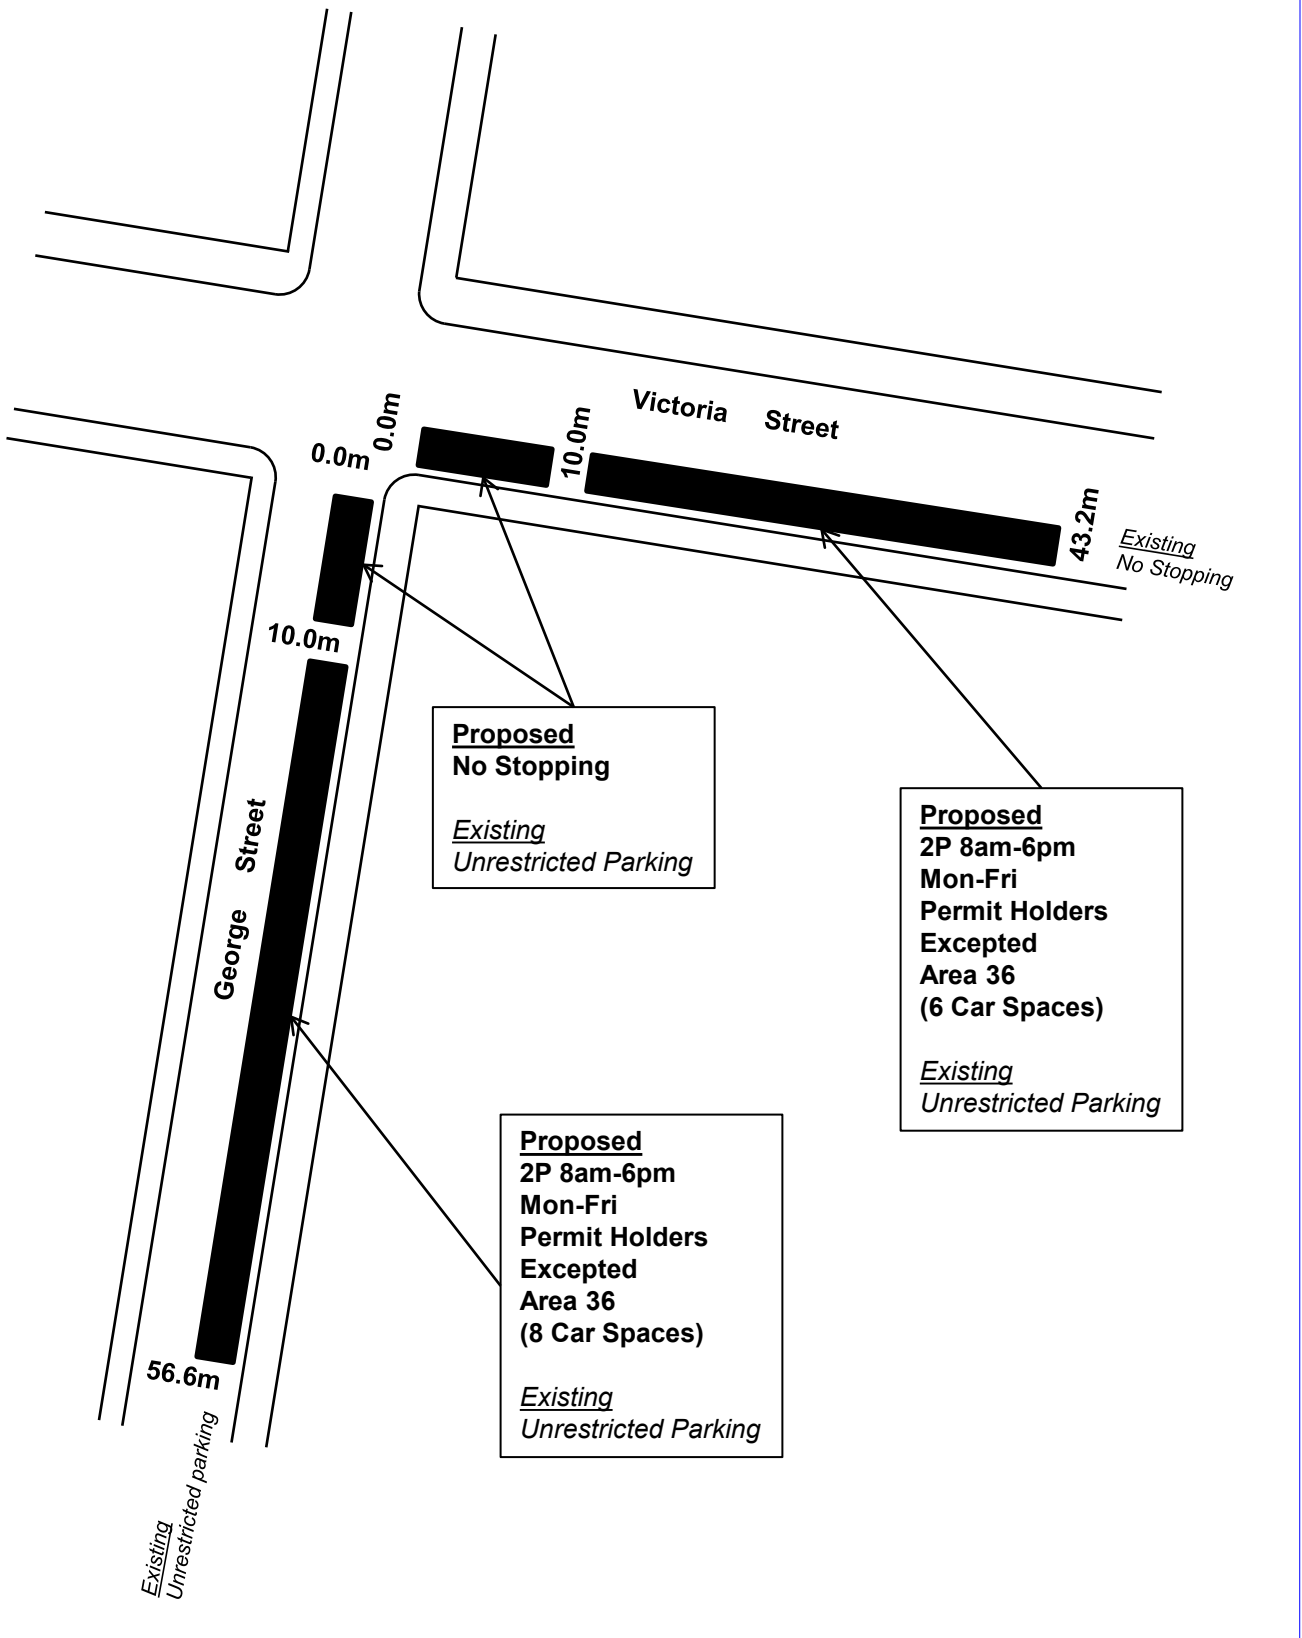 Victoria Street
0.0m
0.0m
10.0m
43.2m
Existing
No Stopping
10.0m
Proposed
No Stopping
Existing
Unrestricted Parking
Proposed
2P 8am-6pm
Mon-Fri
Permit Holders
Excepted
Area 36
(6 Car Spaces)
Existing
Unrestricted Parking
George Street
Proposed
2P 8am-6pm
Mon-Fri
Permit Holders
Excepted
Area 36
(8 Car Spaces)
Existing
Unrestricted Parking
56.6m
Existing
Unrestricted parking